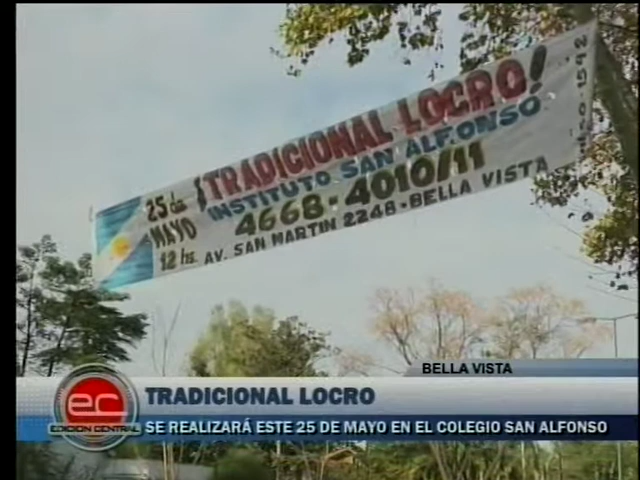 25 de MAYO 12 hs.
¡TRADICIONAL LOCRO!
INSTITUTO SAN ALFONSO
4668-4010/11
AV. SAN MARTIN 2248-BELLA VISTA
BELLA VISTA
TRADICIONAL LOCRO
SE REALIZARÁ ESTE 25 DE MAYO EN EL COLEGIO SAN ALFONSO
ec
EDICION CENTRAL